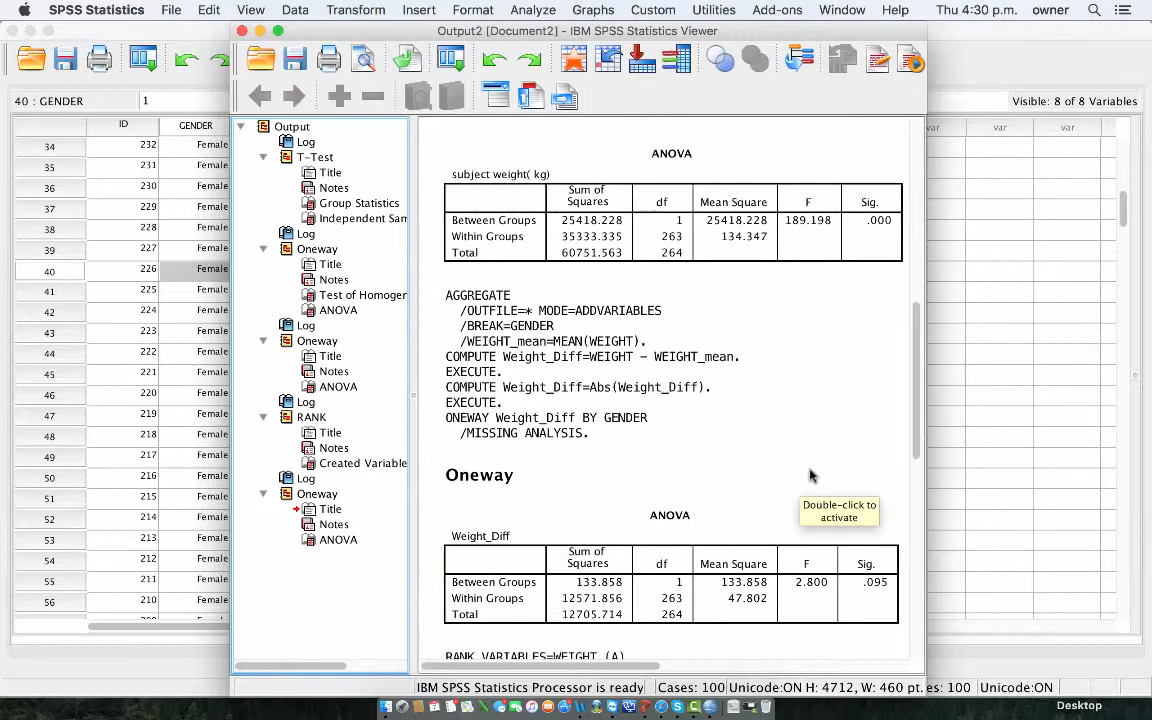 SPSS Statistics File Edit View Data Transform Insert Format Analyze Graphs Custom Utilities Add-ons Window Help Thu 4:30 p.m. owner
Output2 [Document2] - IBM SPSS Statistics Viewer
40 : GENDER 1
Visible: 8 of 8 Variables
ID GENDER
var var var
34 232 Female
35 231 Female
36 230 Female
37 229 Female
38 228 Female
39 227 Female
40 226 Female
41 225 Female
42 224 Female
43 223 Female
44 222 Female
45 221 Female
46 220 Female
47 219 Female
48 218 Female
49 217 Female
50 216 Female
51 215 Female
52 214 Female
53 213 Female
54 212 Female
55 211 Female
56 210 Female
Output
Log
T-Test
Title
Notes
Group Statistics
Independent Sam
Log
Oneway
Title
Notes
Test of Homoger
ANOVA
Log
Oneway
Title
Notes
ANOVA
Log
RANK
Title
Notes
Created Variable
Log
Oneway
Title
Notes
ANOVA
ANOVA
subject weight( kg)
Sum of Squares df Mean Square F Sig.
Between Groups 25418.228 1 25418.228 189.198 .000
Within Groups 35333.335 263 134.347
Total 60751.563 264
AGGREGATE
/OUTFILE=* MODE=ADDVARIABLES
/BREAK=GENDER
/WEIGHT_mean=MEAN(WEIGHT).
COMPUTE Weight_Diff=WEIGHT - WEIGHT_mean.
EXECUTE.
COMPUTE Weight_Diff=Abs(Weight_Diff).
EXECUTE.
ONEWAY Weight_Diff BY GENDER
/MISSING ANALYSIS.
Oneway
Double-click to
activate
ANOVA
Weight_Diff
Sum of Squares df Mean Square F Sig.
Between Groups 133.858 1 133.858 2.800 .095
Within Groups 12571.856 263 47.802
Total 12705.714 264
RANK VARIABLES=WEIGHT (A)
IBM SPSS Statistics Processor is ready Cases: 100 Unicode:ON H: 4712, W: 460 pt. es: 100 Unicode:ON
Desktop